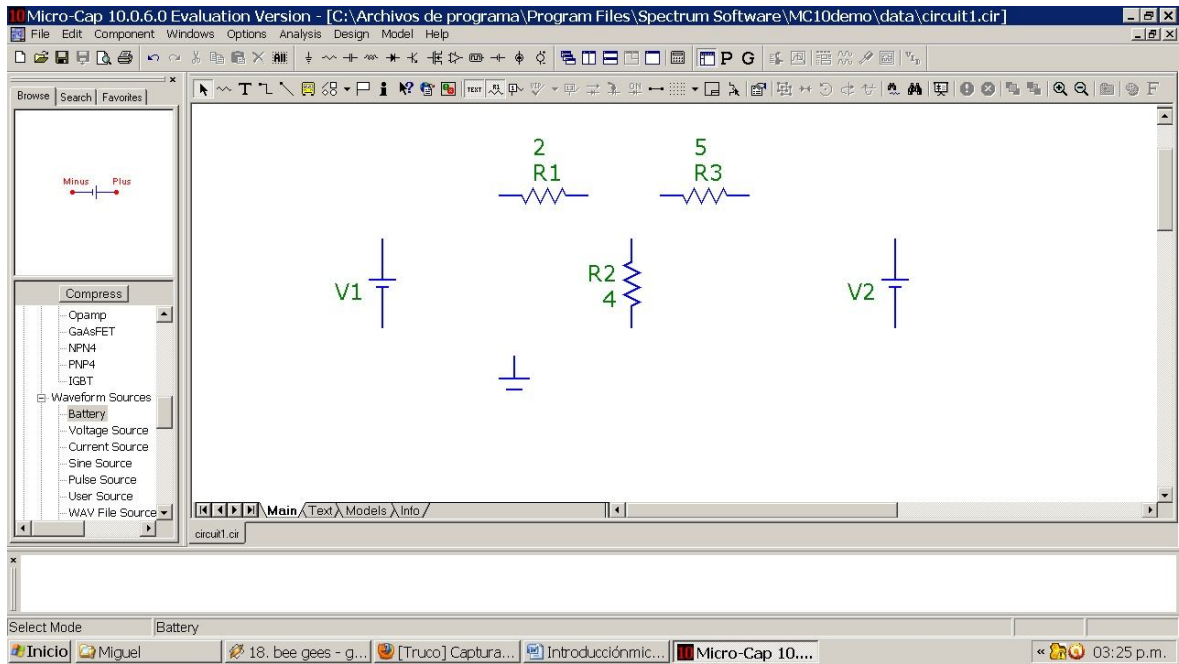 Micro-Cap 10.0.6.0 Evaluation Version - [C:\Archivos de programa\Program Files\Spectrum Software\MC10demo\data\circuit1.cir]
File Edit Component Windows Options Analysis Design Model Help
Browse Search Favorites
Minus Plus
Compress
Opamp
GaAsFET
NPN4
PNP4
IGBT
Waveform Sources
Battery
Voltage Source
Current Source
Sine Source
Pulse Source
User Source
WAV File Source
2
R1
5
R3
V1
R2
4
V2
Main Text Models Info
circuit1.cir
Select Mode Battery
Inicio Miguel 18. bee gees - g... [Truco] Captura... Introducciónmic... Micro-Cap 10.... 03:25 p.m.